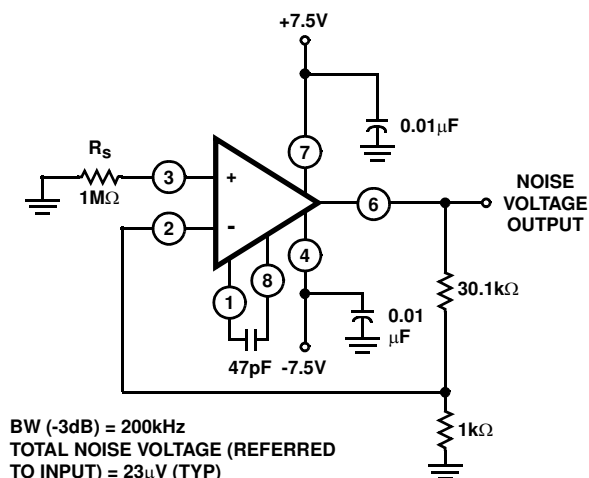 +7.5V
0.01μF
7
Rs
1MΩ
3
+
2
-
6
NOISE
VOLTAGE
OUTPUT
4
8
1
30.1kΩ
0.01
μF
47pF
-7.5V
1kΩ
BW (-3dB) = 200kHz
TOTAL NOISE VOLTAGE (REFERRED
TO INPUT) = 23μV (TYP)